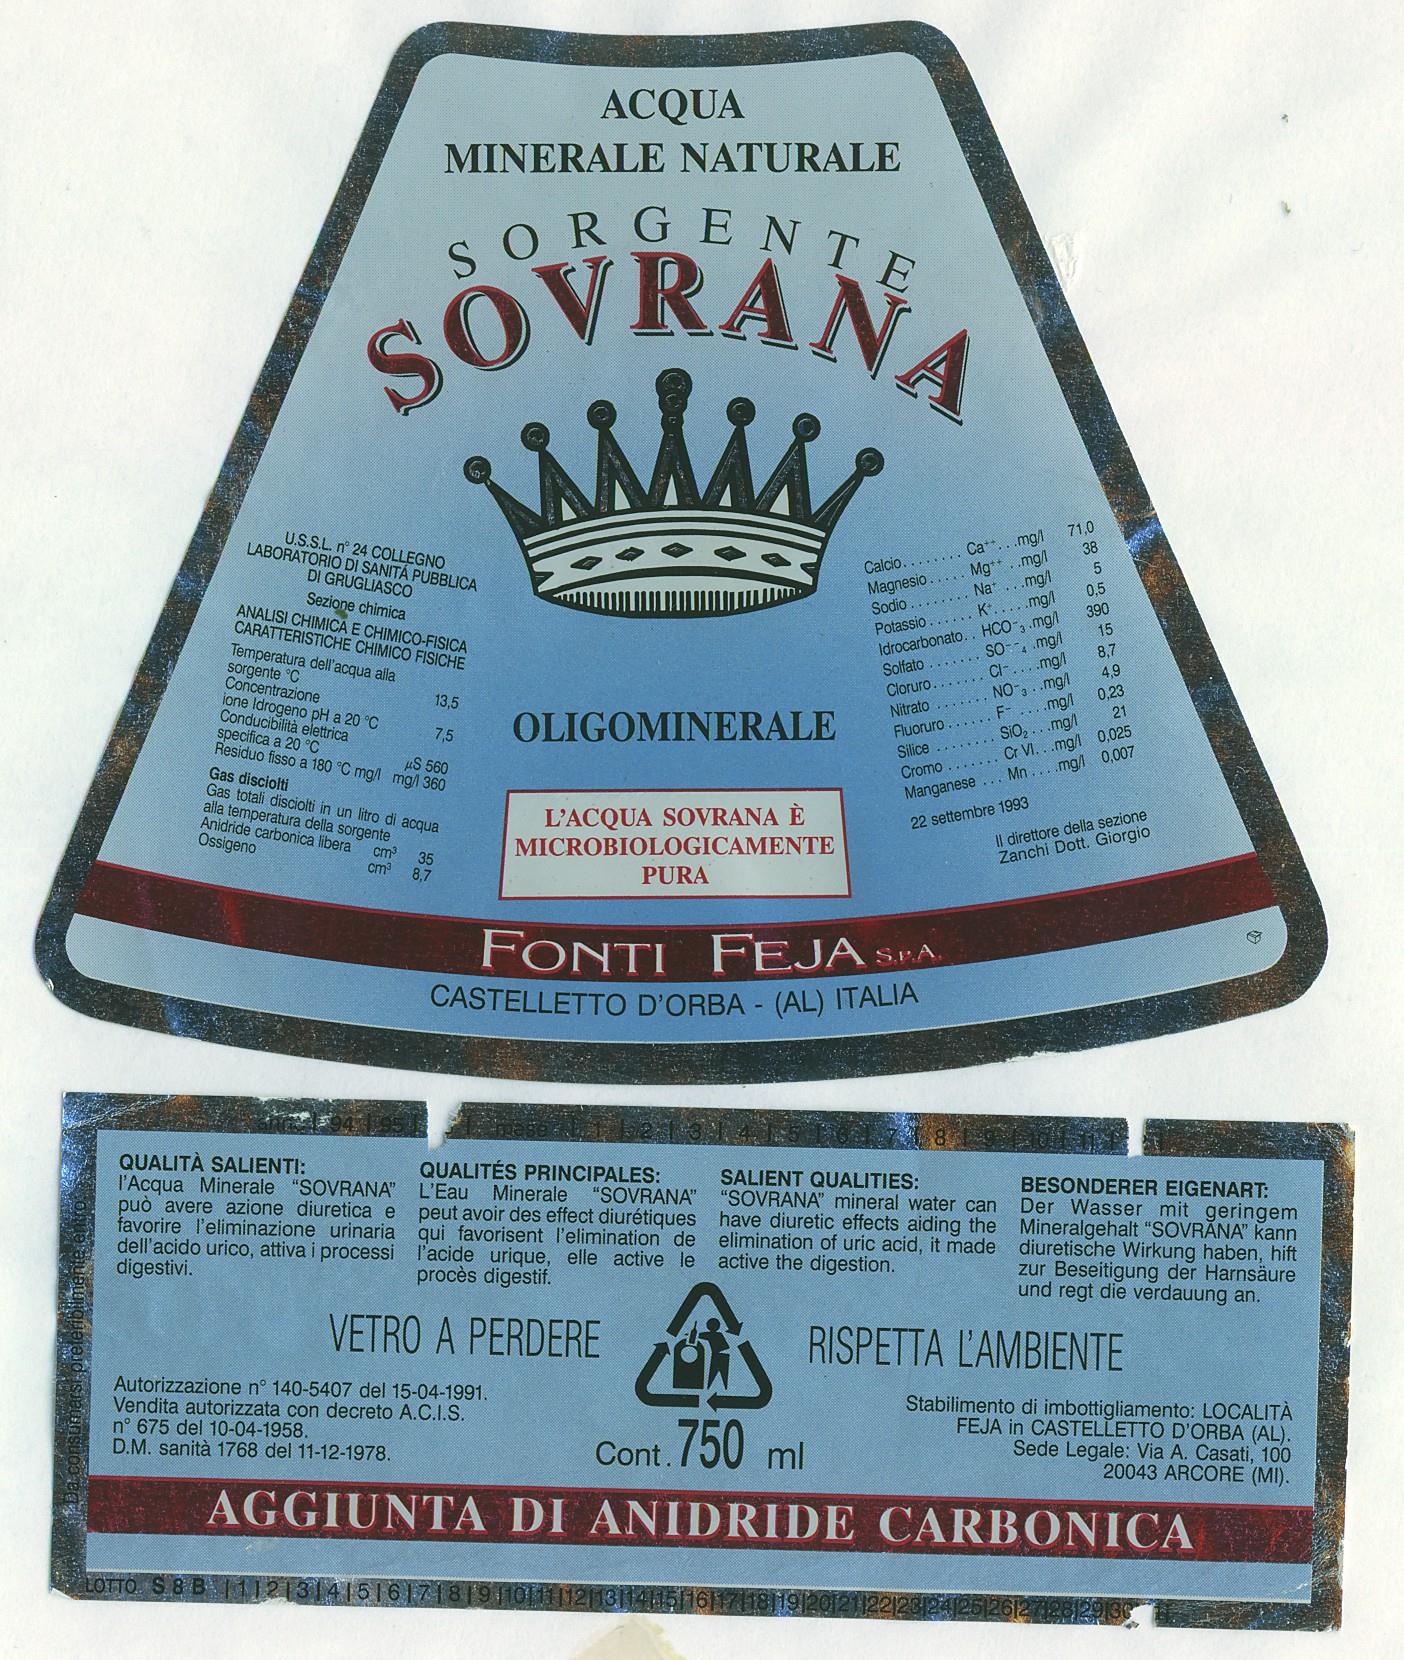 ACQUA
MINERALE NATURALE
SORGENTE
SOVRANA
U.S.S.L. n° 24 COLLEGNO
LABORATORIO DI SANITÁ PUBBLICA
DI GRUGLIASCO
Sezione chimica
ANALISI CHIMICA E CHIMICO-FISICA
CARATTERISTICHE CHIMICO FISICHE
Temperatura dell'acqua alla
sorgente °C 13,5
Concentrazione
ione Idrogeno pH a 20 °C 7,5
Conducibilitá elettrica
specifica a 20 °C µS 560
Residuo fisso a 180 °C mg/l mg/l 360
Gas disciolti
Gas totali disciolti in un litro di acqua
alla temperatura della sorgente
Anidride carbonica libera cm³ 35
Ossigeno cm³ 8,7
Calcio........ Ca⁺⁺...mg/l 71,0
Magnesio..... Mg⁺⁺...mg/l 38
Sodio........ Na⁺...mg/l 5
Potassio...... K⁺.....mg/l 0,5
Idrocarbonato.. HCO⁻₃.mg/l 390
Solfato....... SO⁻⁻₄.mg/l 15
Cloruro....... Cl⁻....mg/l 8,7
Nitrato....... NO⁻₃..mg/l 4,9
Fluoruro...... F⁻....mg/l 0,23
Silice........ SiO₂...mg/l 21
Cromo....... Cr VI...mg/l 0,025
Manganese... Mn....mg/l 0,007
22 settembre 1993
Il direttore della sezione
Zanchi Dott. Giorgio
OLIGOMINERALE
L'ACQUA SOVRANA È
MICROBIOLOGICAMENTE
PURA
FONTI FEJA S.P.A.
CASTELLETTO D'ORBA - (AL) ITALIA
anno | 94 | 95 | mese | 1 | 2 | 3 | 4 | 5 | 6 | 7 | 8 | 9 | 10 | 11 |
Da consumarsi preferibilmente entro
QUALITÀ SALIENTI:
l'Acqua Minerale "SOVRANA"
può avere azione diuretica e
favorire l'eliminazione urinaria
dell'acido urico, attiva i processi
digestivi.
QUALITÉS PRINCIPALES:
L'Eau Minerale "SOVRANA"
peut avoir des effect diurétiques
qui favorisent l'elimination de
l'acide urique, elle active le
procès digestif.
SALIENT QUALITIES:
"SOVRANA" mineral water can
have diuretic effects aiding the
elimination of uric acid, it made
active the digestion.
BESONDERER EIGENART:
Der Wasser mit geringem
Mineralgehalt "SOVRANA" kann
diuretische Wirkung haben, hift
zur Beseitigung der Harnsäure
und regt die verdauung an.
VETRO A PERDERE
RISPETTA L'AMBIENTE
Autorizzazione n° 140-5407 del 15-04-1991.
Vendita autorizzata con decreto A.C.I.S.
n° 675 del 10-04-1958.
D.M. sanità 1768 del 11-12-1978.
Cont. 750 ml
Stabilimento di imbottigliamento: LOCALITÀ
FEJA in CASTELLETTO D'ORBA (AL).
Sede Legale: Via A. Casati, 100
20043 ARCORE (MI).
AGGIUNTA DI ANIDRIDE CARBONICA
LOTTO S 8 B |1|2|3|4|5|6|7|8|9|10|11|12|13|14|15|16|17|18|19|20|21|22|23|24|25|26|27|28|29|30